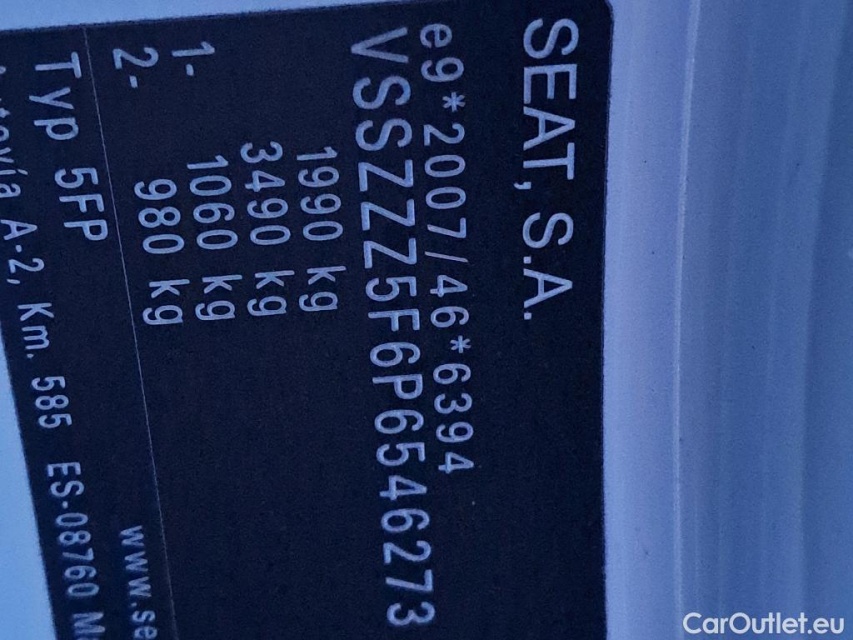 SEAT, S.A.
e9*2007/46*6394
VSSZZZ5F6P6546273
1990 kg
3490 kg
1- 1060 kg
2- 980 kg
www.se
Typ 5FP
A-2, Km. 585 ES-08760
CarOutlet.eu